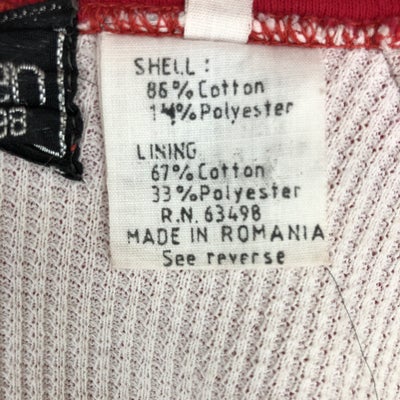 SHELL:
86% Cotton
14% Polyester
LINING
67% Cotton
33% Polyester
R.N. 63498
MADE IN ROMANIA
See reverse